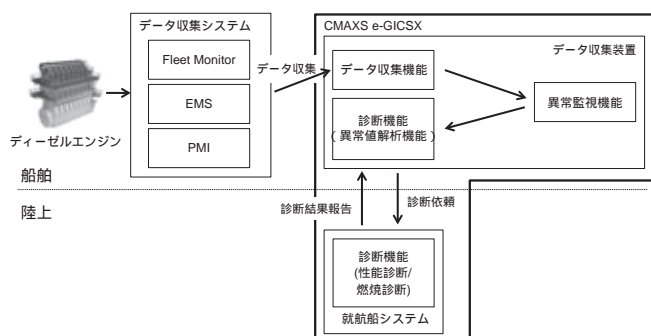 データ収集システム
Fleet Monitor
EMS
PMI
ディーゼルエンジン
データ収集
CMAXS e-GICSX
データ収集装置
データ収集機能
異常監視機能
診断機能
(異常値解析機能)
船舶
陸上
診断結果報告
診断依頼
診断機能
(性能診断/
燃焼診断)
就航船システム